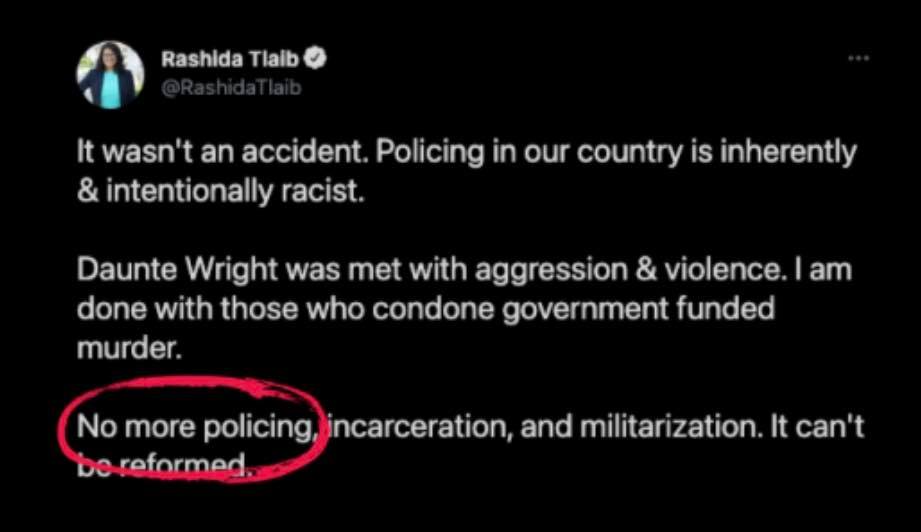 Rashida Tlaib
@RashidaTlaib
It wasn't an accident. Policing in our country is inherently
& intentionally racist.
Daunte Wright was met with aggression & violence. I am
done with those who condone government funded
murder.
No more policing, incarceration, and militarization. It can't
be reformed.